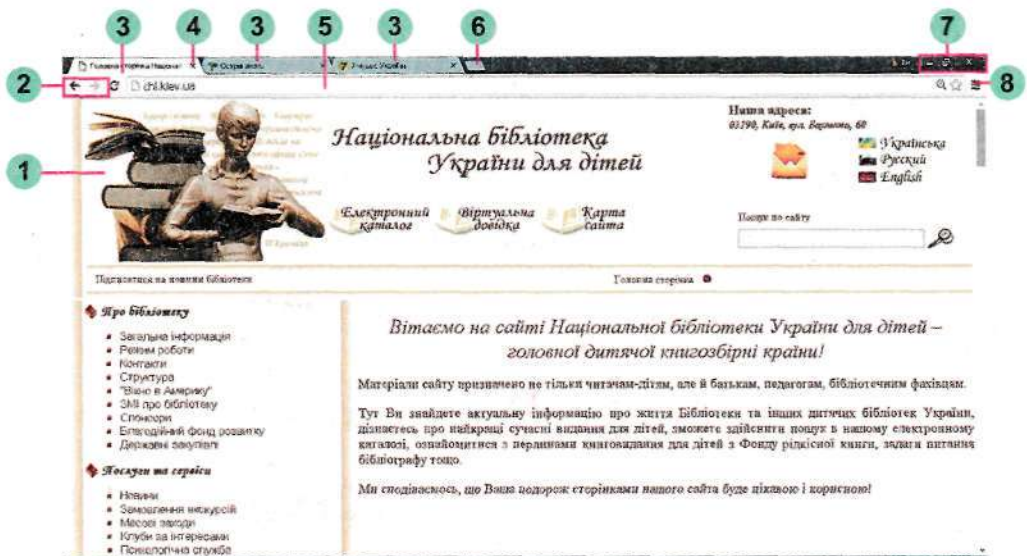 3 4 3 5 3 6 7
Головна сторінка Націонал
2
chl.kiev.ua
8
1
Національна бібліотека
України для дітей
Наша адреса:
03190, Київ, вул. 60
Українська
Русский
English
Електронний каталог
Віртуальна довідка
Карта сайта
Пошук по сайту
Підписатися на новини бібліотеки
Головна сторінка
Про бібліотеку
Загальна інформація
Режим роботи
Контакти
Структура
"Вікно в Америку"
ЗМІ про бібліотеку
Спонсори
Благодійний фонд розвитку
Державні закупівлі
Послуги та сервіси
Новини
Замовлення екскурсій
Масові заходи
Клуби за інтересами
Психологічна служба
Вітаємо на сайті Національної бібліотеки України для дітей –
головної дитячої книгозбірні країни!
Матеріали сайту призначено не тільки читачам-дітям, але й батькам, педагогам, бібліотечним фахівцям.
Тут Ви знайдете актуальну інформацію про життя Бібліотеки та інших дитячих бібліотек України,
дізнаєтесь про найкращі сучасні видання для дітей, зможете здійснити пошук в нашому електронному
каталозі, ознайомитися з перлинами книговидання для дітей з Фонду рідкісної книги, задати питання
бібліографу тощо.
Ми сподіваємось, що Ваша подорож сторінками нашого сайта буде цікавою і корисною!